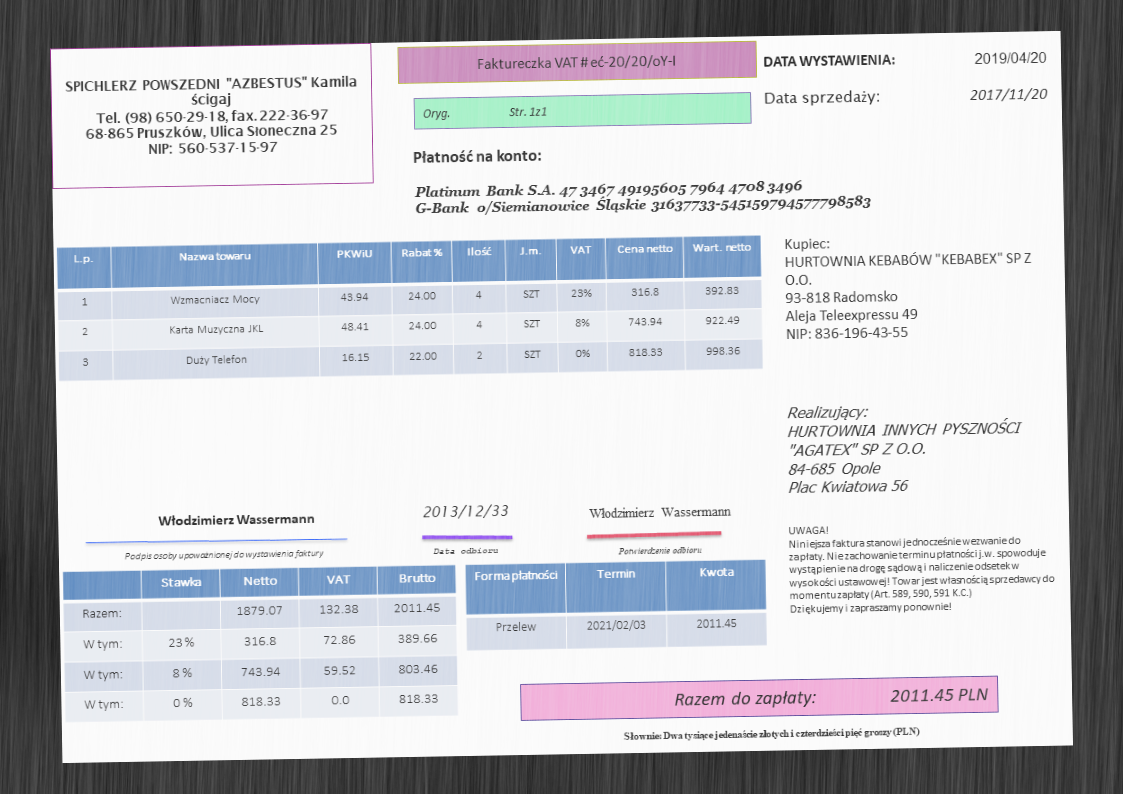 SPICHLERZ POWSZEDNI "AZBESTUS" Kamila
ścigaj
Tel. (98) 650-29-18, fax. 222-36-97
68-865 Pruszków, Ulica Słoneczna 25
NIP: 560-537-15-97
Faktureczka VAT # eć-20/20/oY-I
Oryg. Str. 1z1
DATA WYSTAWIENIA: 2019/04/20
Data sprzedaży: 2017/11/20
Płatność na konto:
Platinum Bank S.A. 47 3467 49195605 7964 4708 3496
G-Bank o/Siemianowice Śląskie 31637733-545159794577798583
L.p. Nazwa towaru PKWiU Rabat % Ilość J.m. VAT Cena netto Wart. netto
1 Wzmacniacz Mocy 43.94 24.00 4 SZT 23% 316.8 392.83
2 Karta Muzyczna JKL 48.41 24.00 4 SZT 8% 743.94 922.49
3 Duży Telefon 16.15 22.00 2 SZT 0% 818.33 998.36
Kupiec:
HURTOWNIA KEBABÓW "KEBABEX" SP Z
O.O.
93-818 Radomsko
Aleja Teleexpressu 49
NIP: 836-196-43-55
Realizujący:
HURTOWNIA INNYCH PYSZNOŚCI
"AGATEX" SP Z O.O.
84-685 Opole
Plac Kwiatowa 56
Włodzimierz Wassermann
Podpis osoby upoważnionej do wystawienia faktury
2013/12/33
Data odbioru
Włodzimierz Wassermann
Potwierdzenie odbioru
UWAGA!
Niniejsza faktura stanowi jednocześnie wezwanie do
zapłaty. Nie zachowanie terminu płatności j.w. spowoduje
wystąpienie na drogę sądową i naliczenie odsetek w
wysokości ustawowej! Towar jest własnością sprzedawcy do
momentu zapłaty (Art. 589, 590, 591 K.C.)
Dziękujemy i zapraszamy ponownie!
Stawka Netto VAT Brutto
Razem: 1879.07 132.38 2011.45
W tym: 23 % 316.8 72.86 389.66
W tym: 8 % 743.94 59.52 803.46
W tym: 0 % 818.33 0.0 818.33
Forma płatności Termin Kwota
Przelew 2021/02/03 2011.45
Razem do zapłaty: 2011.45 PLN
Słownie: Dwa tysiące jedenaście złotych i czterdzieści pięć groszy (PLN)